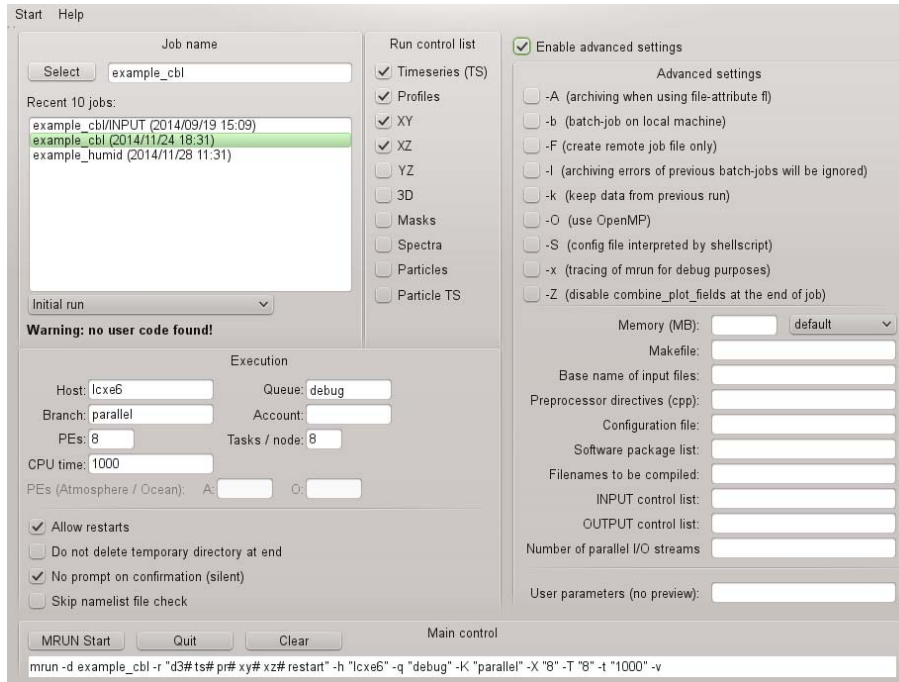 Start Help
Job name
Select example_cbl
Recent 10 jobs:
example_cbl/INPUT (2014/09/19 15:09)
example_cbl (2014/11/24 18:31)
example_humid (2014/11/28 11:31)
Initial run
Warning: no user code found!
Run control list
Timeseries (TS)
Profiles
XY
XZ
YZ
3D
Masks
Spectra
Particles
Particle TS
Execution
Host: lcxe6 Queue: debug
Branch: parallel Account:
PEs: 8 Tasks / node: 8
CPU time: 1000
PEs (Atmosphere / Ocean): A: O:
Allow restarts
Do not delete temporary directory at end
No prompt on confirmation (silent)
Skip namelist file check
Enable advanced settings
Advanced settings
-A (archiving when using file-attribute fl)
-b (batch-job on local machine)
-F (create remote job file only)
-I (archiving errors of previous batch-jobs will be ignored)
-k (keep data from previous run)
-O (use OpenMP)
-S (config file interpreted by shellscript)
-x (tracing of mrun for debug purposes)
-Z (disable combine_plot_fields at the end of job)
Memory (MB): default
Makefile:
Base name of input files:
Preprocessor directives (cpp):
Configuration file:
Software package list:
Filenames to be compiled:
INPUT control list:
OUTPUT control list:
Number of parallel I/O streams
User parameters (no preview):
Main control
MRUN Start Quit Clear
mrun -d example_cbl -r "d3# ts# pr# xy# xz# restart" -h "lcxe6" -q "debug" -K "parallel" -X "8" -T "8" -t "1000" -v